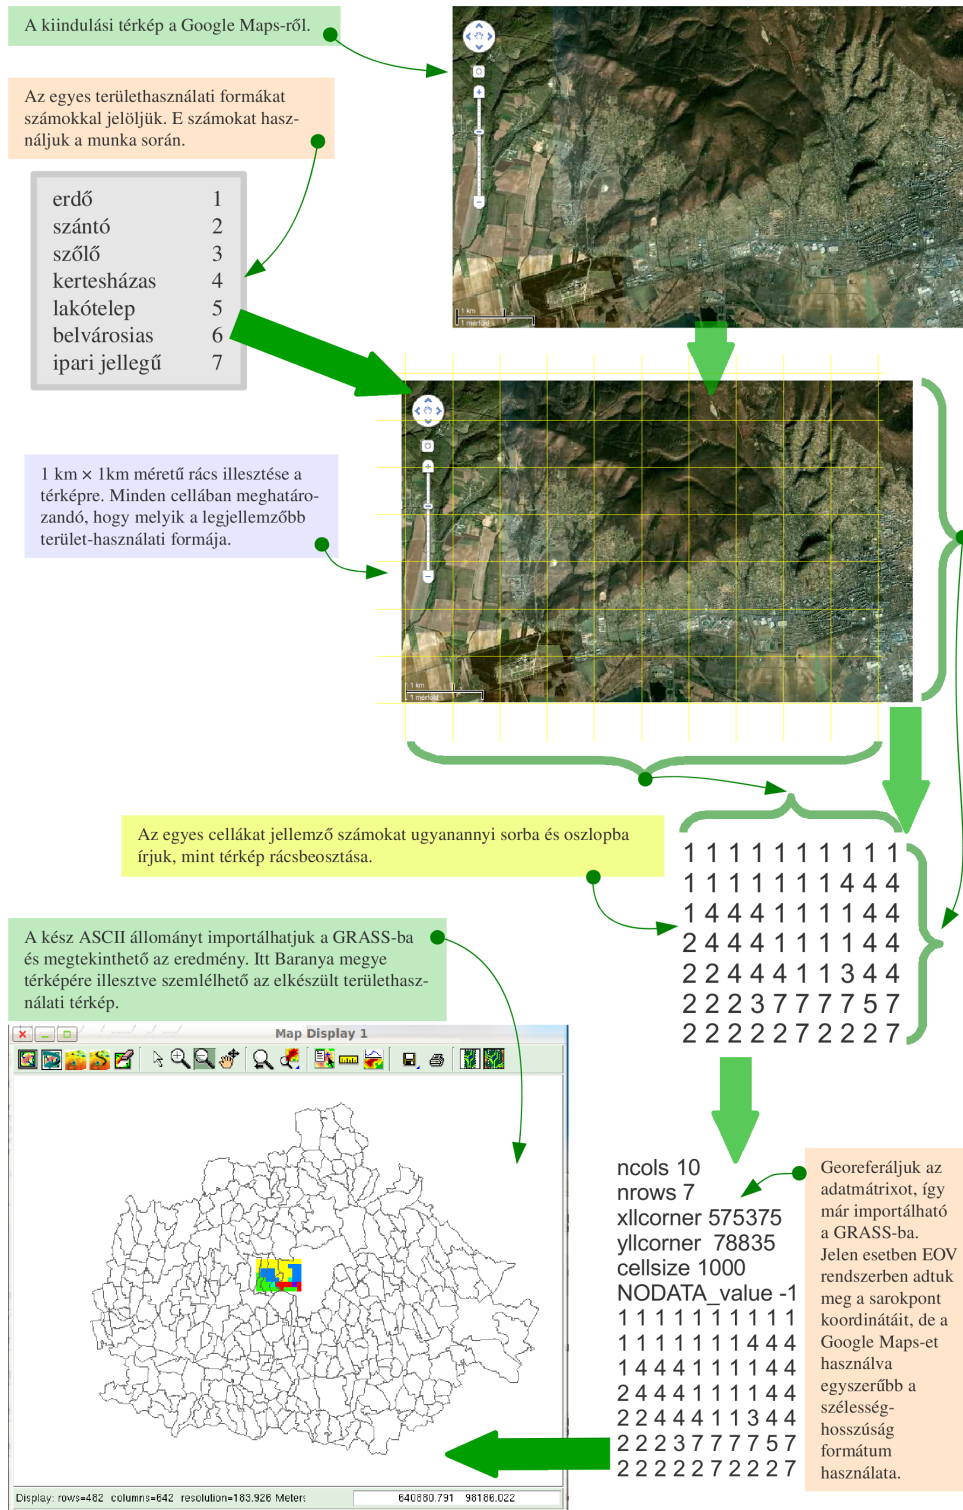 A kiindulási térkép a Google Maps-ről.
Az egyes területhasználati formákat
számokkal jelöljük. E számokat hasz-
náljuk a munka során.
erdő 1
szántó 2
szőlő 3
kertesházas 4
lakótelep 5
belvárosias 6
ipari jellegű 7
1 km
1 mérföld
1 km × 1km méretű rács illesztése a
térképre. Minden cellában meghatáro-
zandó, hogy melyik a legjellemzőbb
terület-használati formája.
1 km
1 mérföld
Az egyes cellákat jellemző számokat ugyanannyi sorba és oszlopba
írjuk, mint térkép rácsbeosztása.
1 1 1 1 1 1 1 1 1 1
1 1 1 1 1 1 1 4 4 4
1 4 4 4 1 1 1 1 4 4
2 4 4 4 1 1 1 1 4 4
2 2 4 4 4 1 1 3 4 4
2 2 2 3 7 7 7 7 5 7
2 2 2 2 2 7 2 2 2 7
A kész ASCII állományt importálhatjuk a GRASS-ba
és megtekinthető az eredmény. Itt Baranya megye
térképére illesztve szemlélhető az elkészült területhasz-
nálati térkép.
Map Display 1
Display: rows=482 columns=642 resolution=183.926 Meters
640880.791 98186.022
ncols 10
nrows 7
xllcorner 575375
yllcorner 78835
cellsize 1000
NODATA_value -1
1 1 1 1 1 1 1 1 1 1
1 1 1 1 1 1 1 4 4 4
1 4 4 4 1 1 1 1 4 4
2 4 4 4 1 1 1 1 4 4
2 2 4 4 4 1 1 3 4 4
2 2 2 3 7 7 7 7 5 7
2 2 2 2 2 7 2 2 2 7
Georeferáljuk az
adatmátrixot, így
már importálható
a GRASS-ba.
Jelen esetben EOV
rendszerben adtuk
meg a sarokpont
koordinátáit, de a
Google Maps-et
használva
egyszerűbb a
szélesség-
hosszúság
formátum
használata.